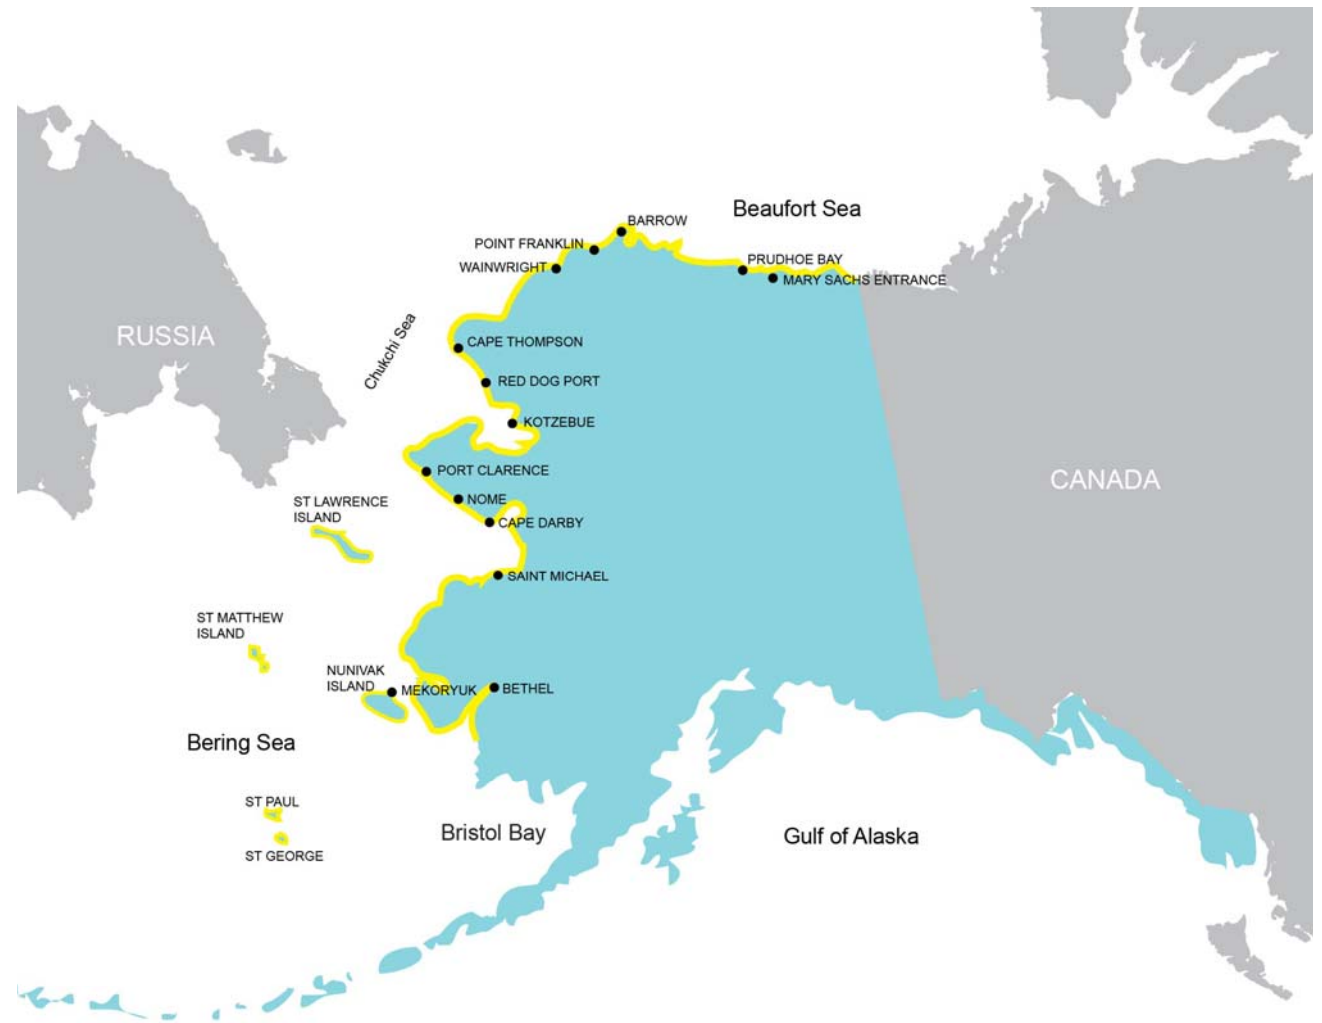 Beaufort Sea
BARROW
POINT FRANKLIN
WAINWRIGHT
PRUDHOE BAY
MARY SACHS ENTRANCE
RUSSIA
Chukchi Sea
CAPE THOMPSON
RED DOG PORT
KOTZEBUE
PORT CLARENCE
CANADA
NOME
ST LAWRENCE
ISLAND
CAPE DARBY
SAINT MICHAEL
ST MATTHEW
ISLAND
NUNIVAK
ISLAND
MEKORYUK
BETHEL
Bering Sea
ST PAUL
Bristol Bay
Gulf of Alaska
ST GEORGE